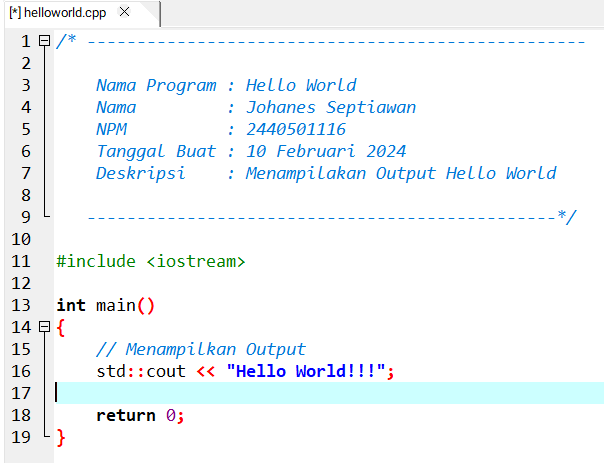 [*] helloworld.cpp
1 /* --------------------------------------------------
2
3 Nama Program : Hello World
4 Nama : Johanes Septiawan
5 NPM : 2440501116
6 Tanggal Buat : 10 Februari 2024
7 Deskripsi : Menampilakan Output Hello World
8
9 -----------------------------------------------*/
10
11 #include <iostream>
12
13 int main()
14 {
15 // Menampilkan Output
16 std::cout << "Hello World!!!";
17
18 return 0;
19 }